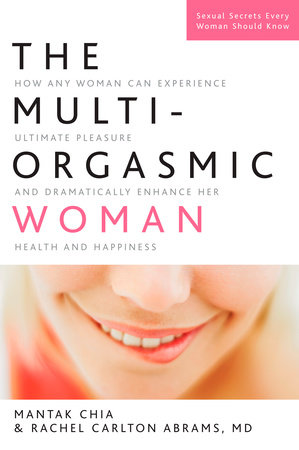 Sexual Secrets Every
Woman Should Know
THE
HOW ANY WOMAN CAN EXPERIENCE
MULTI-
ULTIMATE PLEASURE
ORGASMIC
AND DRAMATICALLY ENHANCE HER
WOMAN
HEALTH AND HAPPINESS
MANTAK CHIA
& RACHEL CARLTON ABRAMS, MD